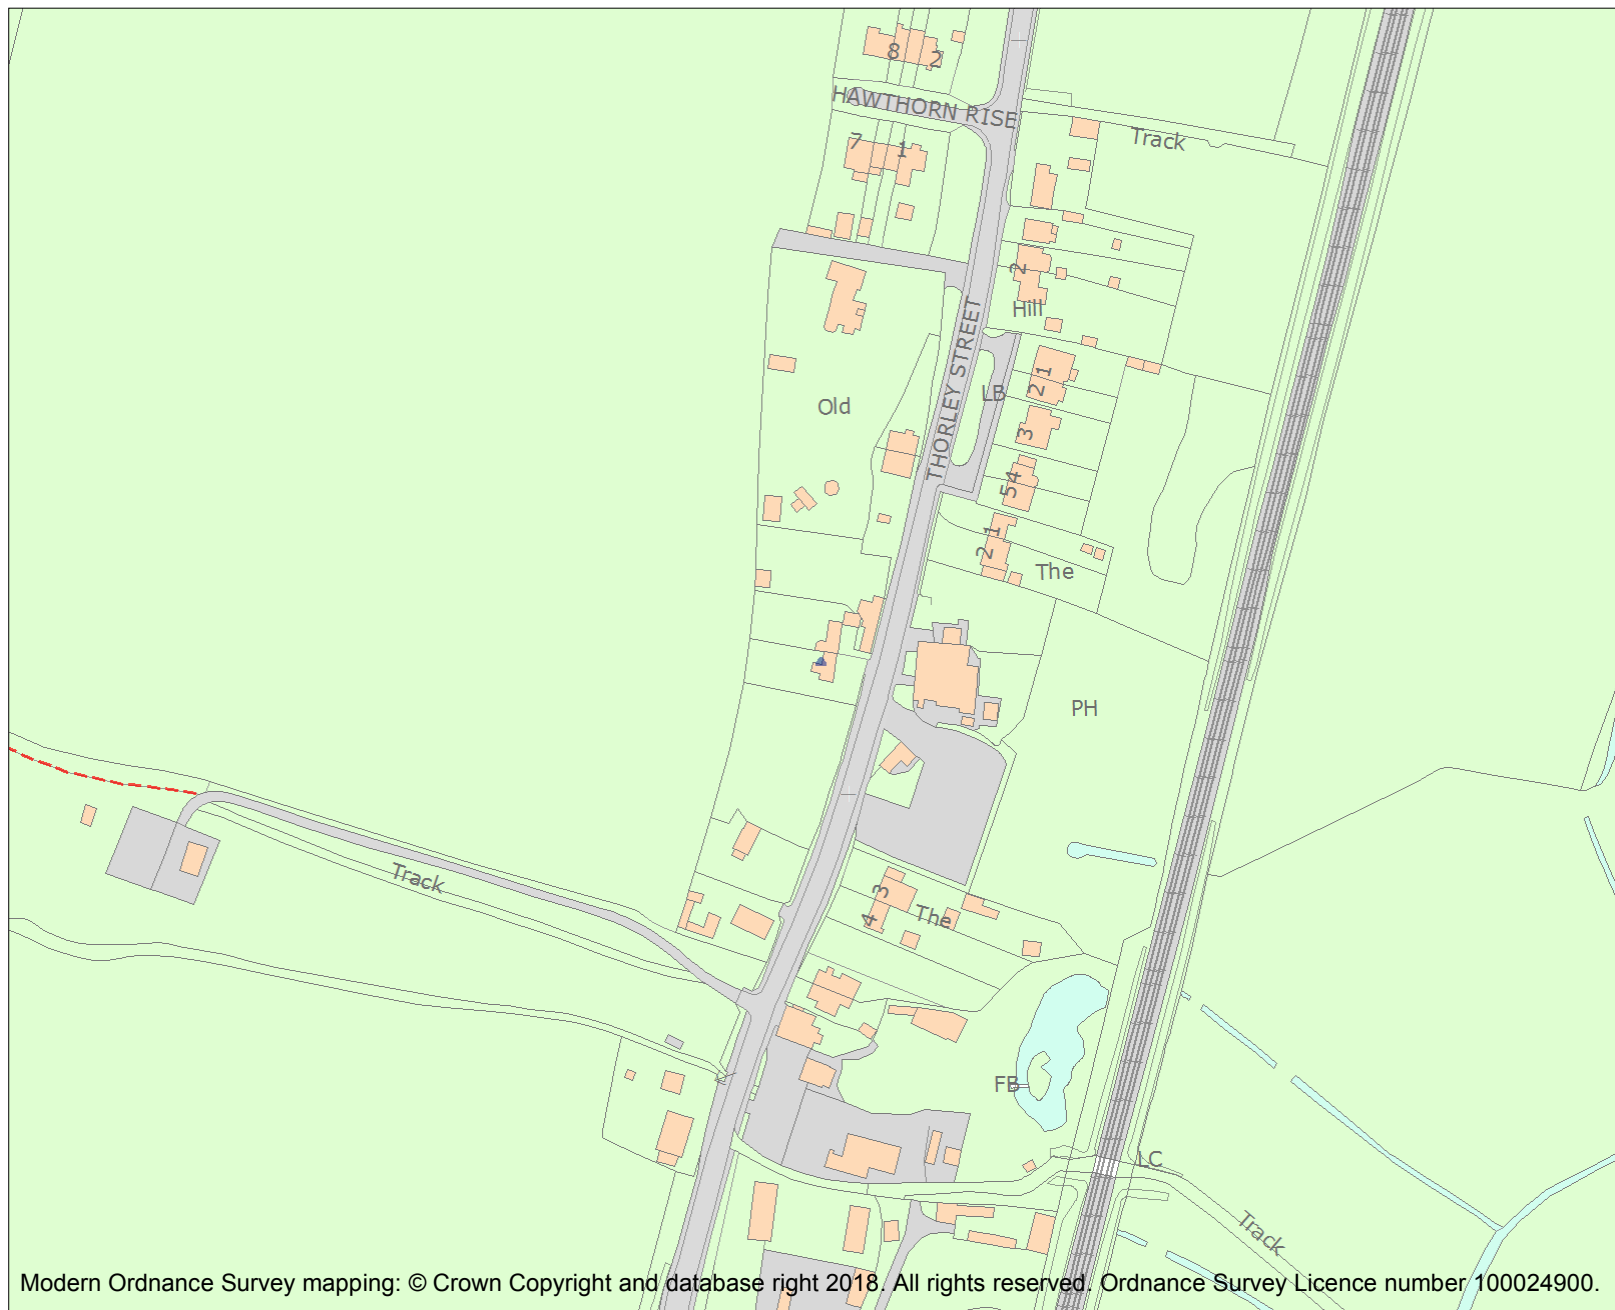 8
2
HAWTHORN RISE
7
1
Track
2
Hill
THORLEY STREET
LB
1
2
3
4
5
Old
1
2
The
PH
Track
3
4
The
FB
LC
Track
Modern Ordnance Survey mapping: © Crown Copyright and database right 2018. All rights reserved. Ordnance Survey Licence number 100024900.